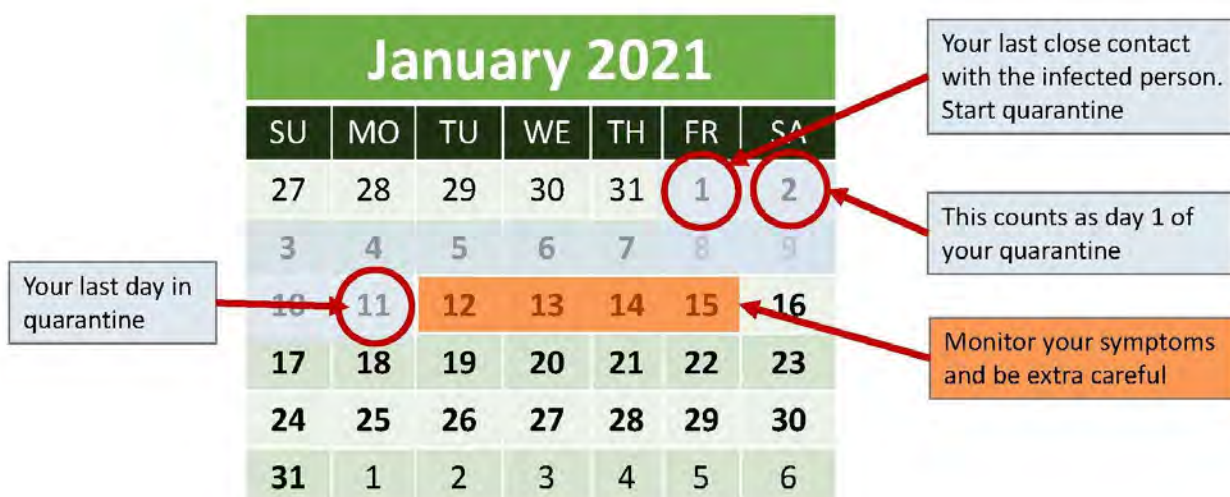 January 2021
Your last close contact
with the infected person.
Start quarantine
SU MO TU WE TH FR SA
27 28 29 30 31 1 2
This counts as day 1 of
your quarantine
3 4 5 6 7 8 9
Your last day in
quarantine
10 11 12 13 14 15 16
Monitor your symptoms
and be extra careful
17 18 19 20 21 22 23
24 25 26 27 28 29 30
31 1 2 3 4 5 6